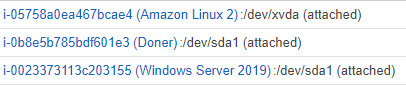 i-05758a0ea467bcae4 (Amazon Linux 2):/dev/xvda (attached)
i-0b8e5b785bdf601e3 (Doner):/dev/sda1 (attached)
i-0023373113c203155 (Windows Server 2019):/dev/sda1 (attached)